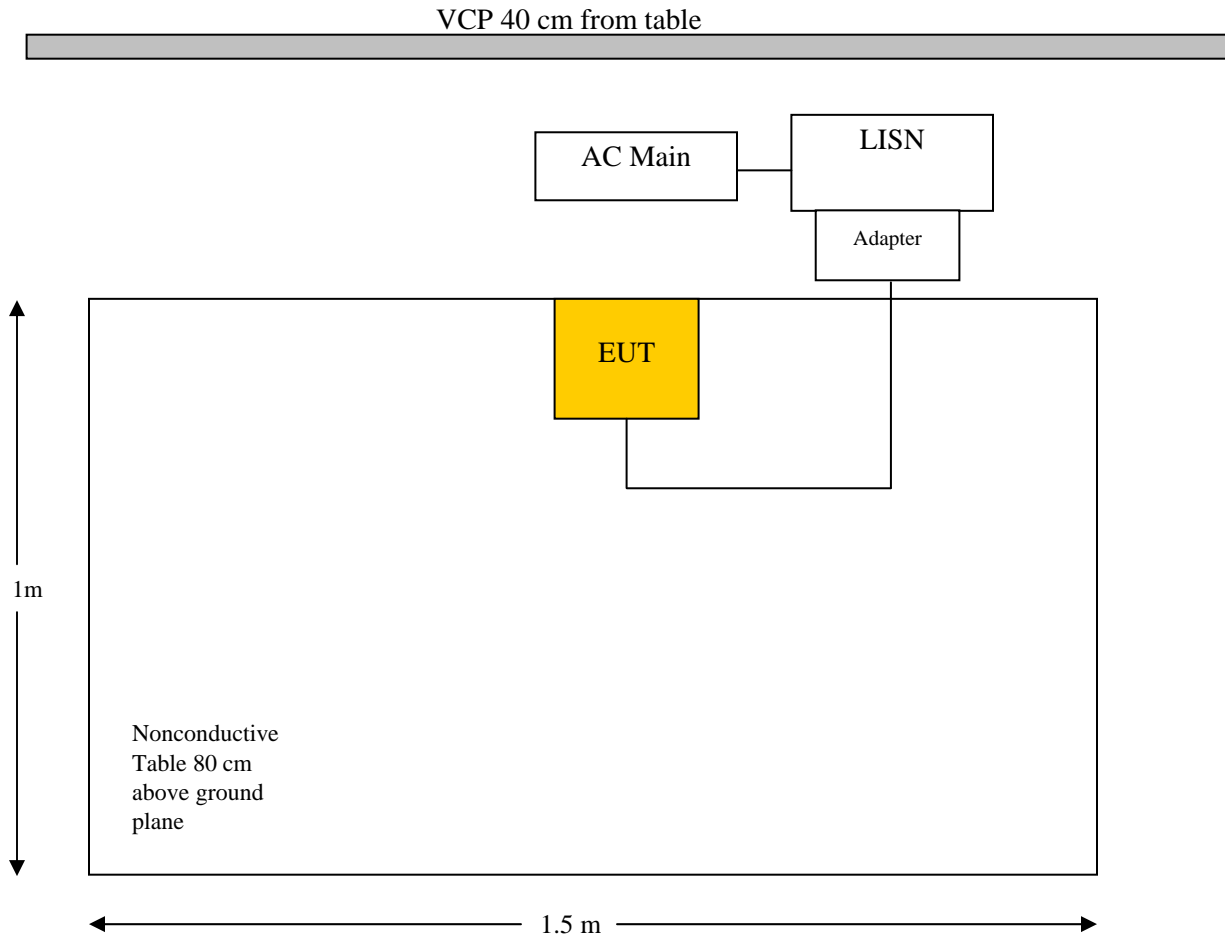 VCP 40 cm from table
LISN
AC Main
Adapter
EUT
1m
Nonconductive
Table 80 cm
above ground
plane
1.5 m